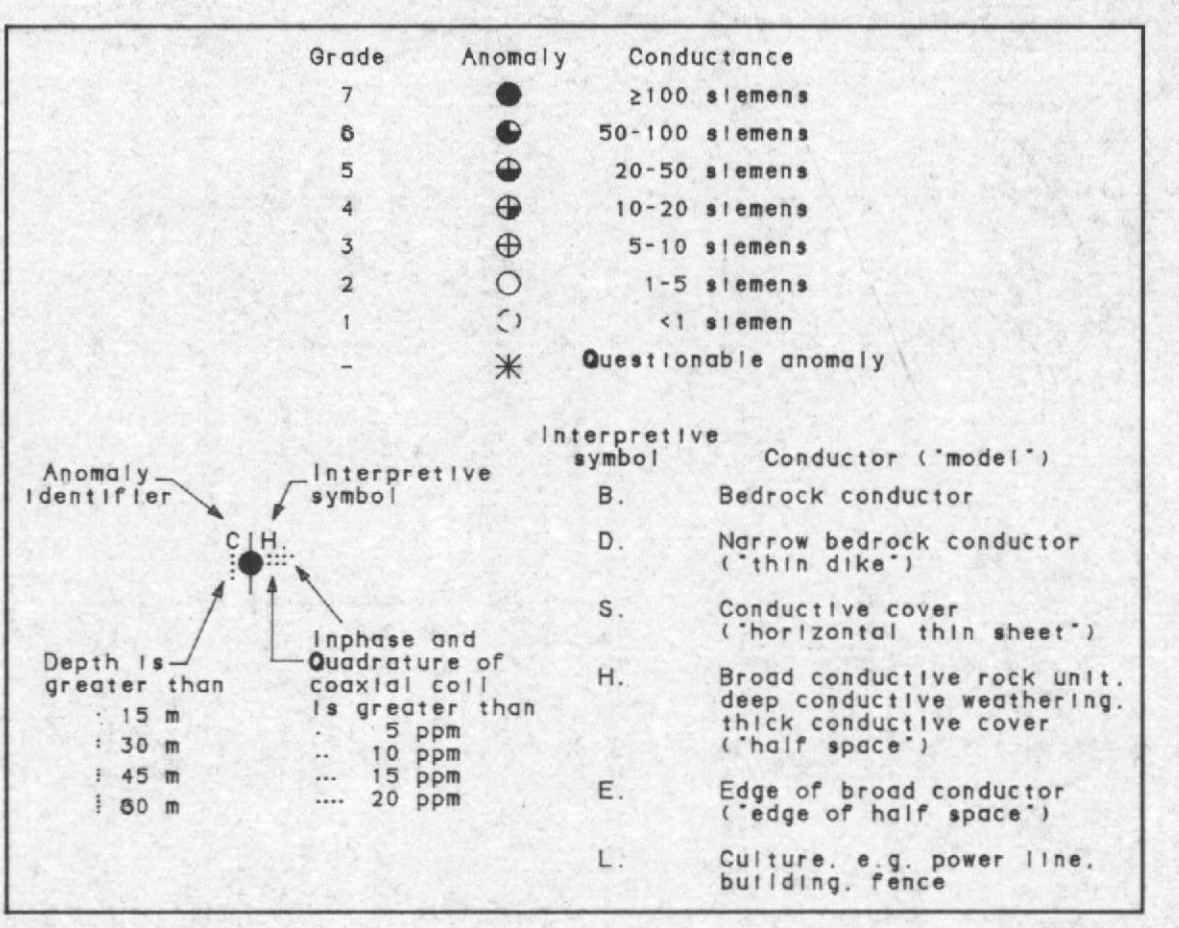 Grade Anomaly Conductance
7 ≥100 siemens
6 50-100 siemens
5 20-50 siemens
4 10-20 siemens
3 5-10 siemens
2 1-5 siemens
1 <1 siemen
- Questionable anomaly
Anomaly
identifier
Interpretive
symbol
C H
Depth is
greater than
15 m
30 m
45 m
60 m
Inphase and
Quadrature of
coaxial coil
is greater than
. 5 ppm
.. 10 ppm
... 15 ppm
.... 20 ppm
Interpretive
symbol
Conductor ("model")
B. Bedrock conductor
D. Narrow bedrock conductor
("thin dike")
S. Conductive cover
("horizontal thin sheet")
H. Broad conductive rock unit,
deep conductive weathering,
thick conductive cover
("half space")
E. Edge of broad conductor
("edge of half space")
L. Culture, e.g. power line,
building, fence